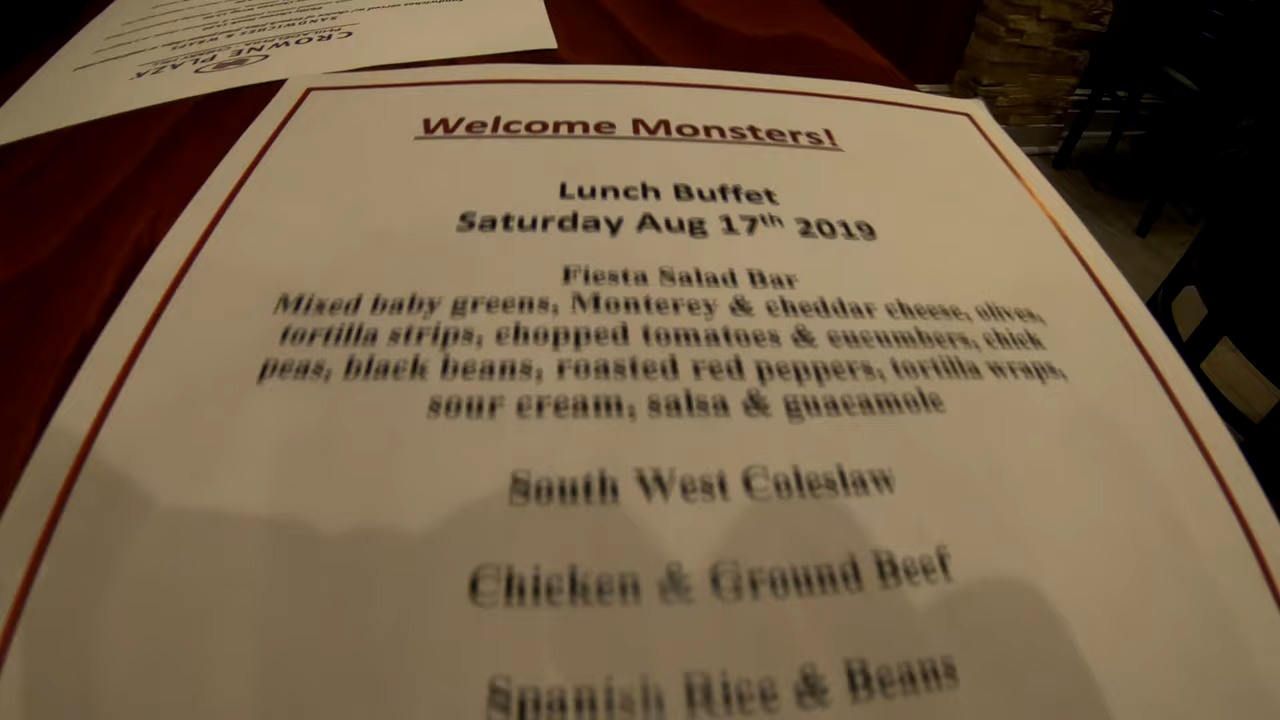 CROWNE PLAZA
SANDWICHES & WRAPS
Welcome Monsters!
Lunch Buffet
Saturday Aug 17th 2019
Fiesta Salad Bar
Mixed baby greens, Monterey & cheddar cheese, olives,
tortilla strips, chopped tomatoes & cucumbers, chick
peas, black beans, roasted red peppers, tortilla wraps,
sour cream, salsa & guacamole
South West Coleslaw
Chicken & Ground Beef
Spanish Rice & Beans